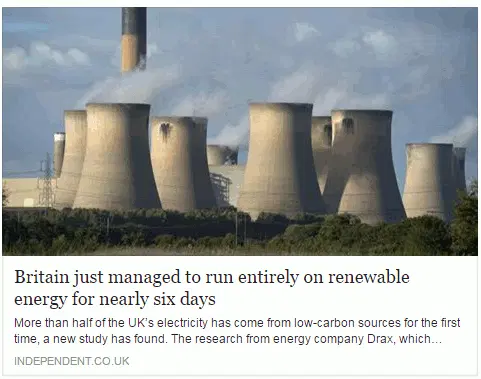 Britain just managed to run entirely on renewable
energy for nearly six days
More than half of the UK's electricity has come from low-carbon sources for the first
time, a new study has found. The research from energy company Drax, which...
INDEPENDENT.CO.UK